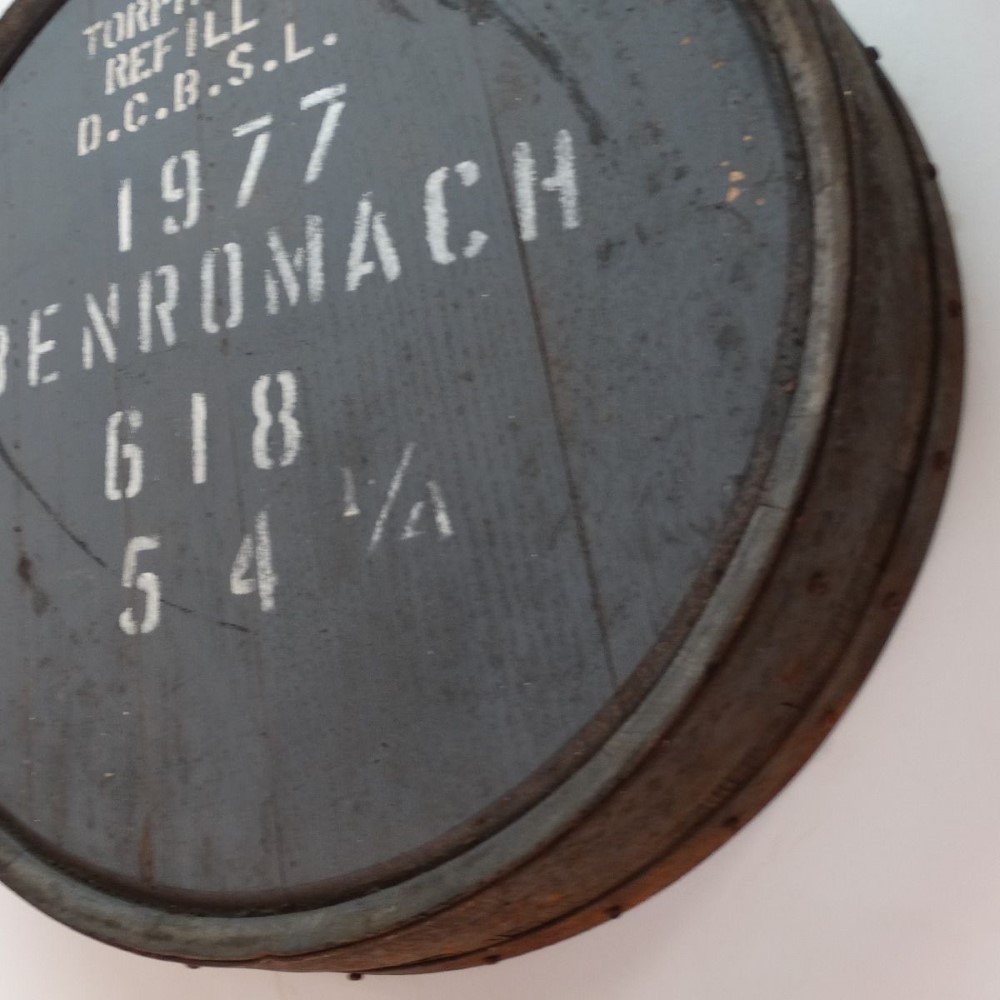 REFILL
D.C.B.S.L.
1977
BENROMACH
618
54 1/4